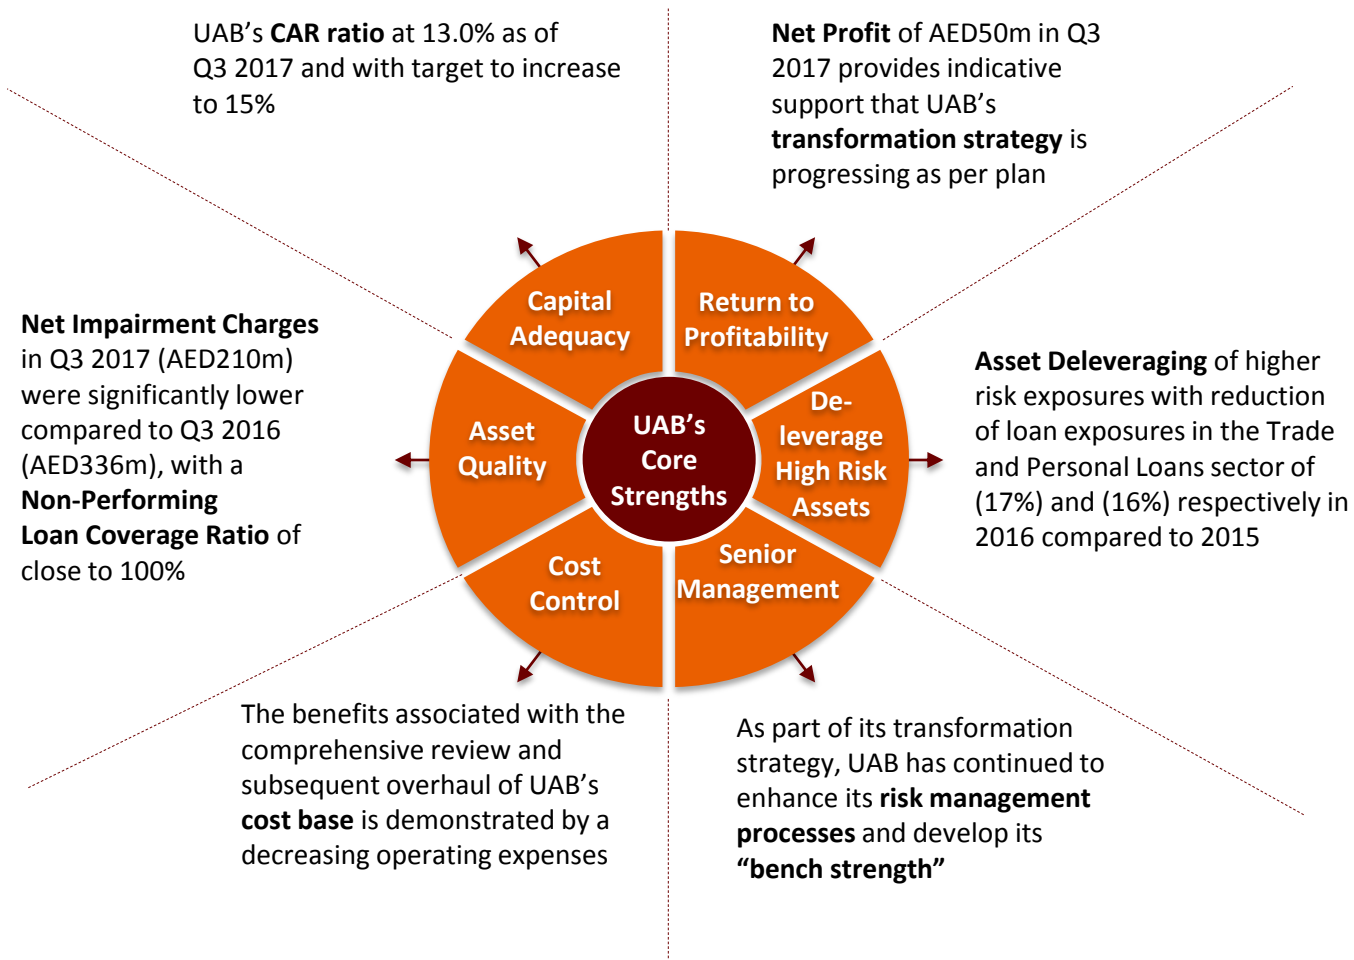 UAB’s CAR ratio at 13.0% as of
Q3 2017 and with target to increase
to 15%
Net Profit of AED50m in Q3
2017 provides indicative
support that UAB’s
transformation strategy is
progressing as per plan
Capital
Adequacy
Return to
Profitability
Net Impairment Charges
in Q3 2017 (AED210m)
were significantly lower
compared to Q3 2016
(AED336m), with a
Non-Performing
Loan Coverage Ratio of
close to 100%
Asset
Quality
UAB’s
Core
Strengths
De-
leverage
High Risk
Assets
Asset Deleveraging of higher
risk exposures with reduction
of loan exposures in the Trade
and Personal Loans sector of
(17%) and (16%) respectively in
2016 compared to 2015
Cost
Control
Senior
Management
The benefits associated with the
comprehensive review and
subsequent overhaul of UAB’s
cost base is demonstrated by a
decreasing operating expenses
As part of its transformation
strategy, UAB has continued to
enhance its risk management
processes and develop its
“bench strength”